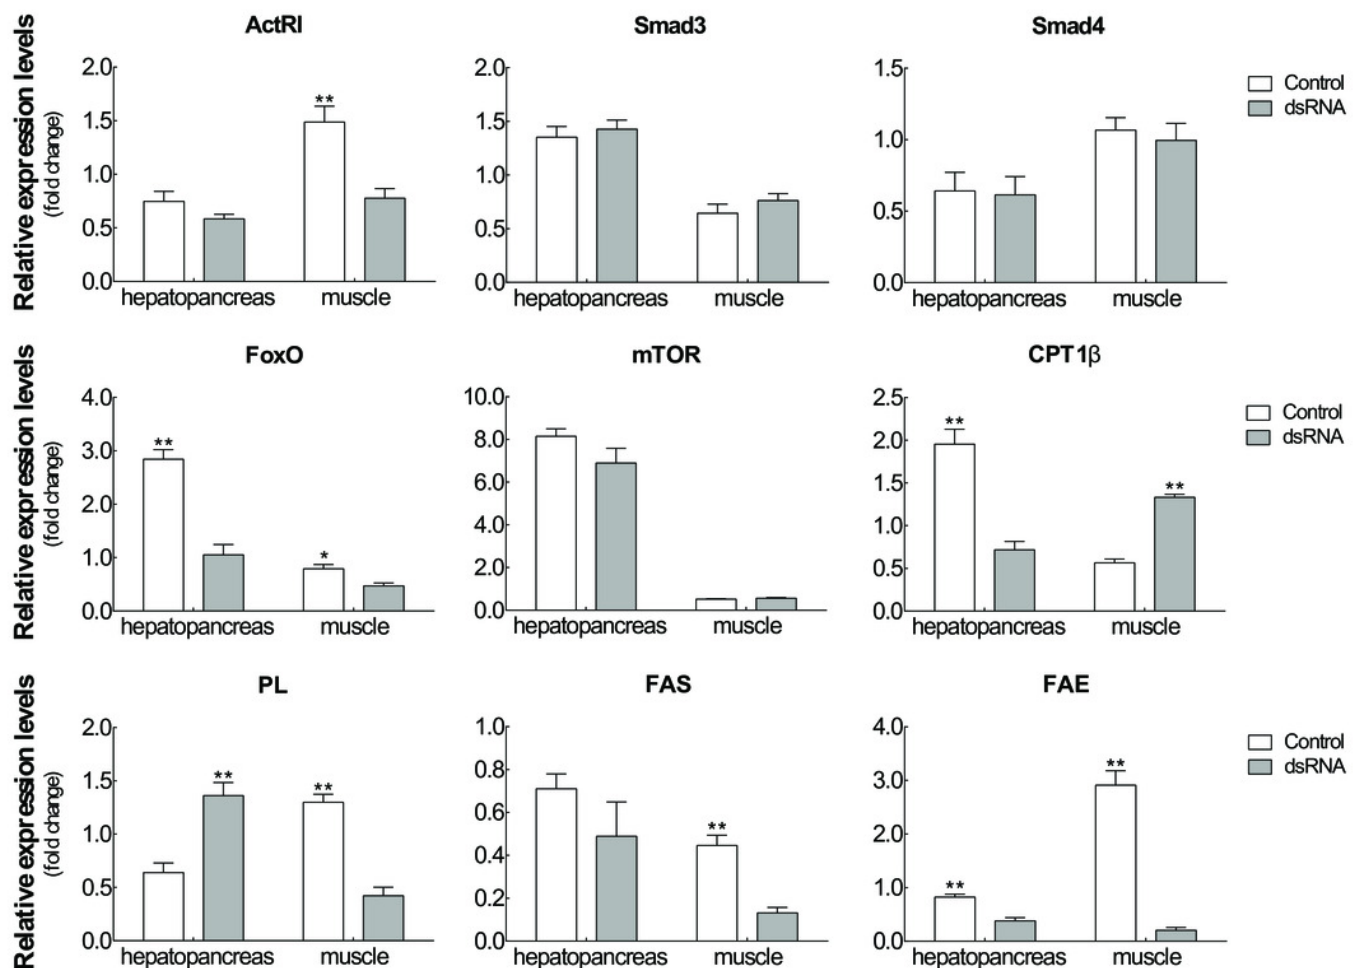 ActRI
Smad3
Smad4
Relative expression levels
(fold change)
2.0
1.5
1.0
0.5
0.0
**
hepatopancreas
muscle
2.0
1.5
1.0
0.5
0.0
hepatopancreas
muscle
1.5
1.0
0.5
0.0
hepatopancreas
muscle
Control
dsRNA
FoxO
mTOR
CPT1β
Relative expression levels
(fold change)
4.0
3.0
2.0
1.0
0.0
**
*
hepatopancreas
muscle
10.0
8.0
6.0
4.0
2.0
0.0
hepatopancreas
muscle
2.5
2.0
1.5
1.0
0.5
0.0
**
**
hepatopancreas
muscle
Control
dsRNA
PL
FAS
FAE
Relative expression levels
(fold change)
2.0
1.5
1.0
0.5
0.0
**
**
hepatopancreas
muscle
1.0
0.8
0.6
0.4
0.2
0.0
**
hepatopancreas
muscle
4.0
3.0
2.0
1.0
0.0
**
**
hepatopancreas
muscle
Control
dsRNA